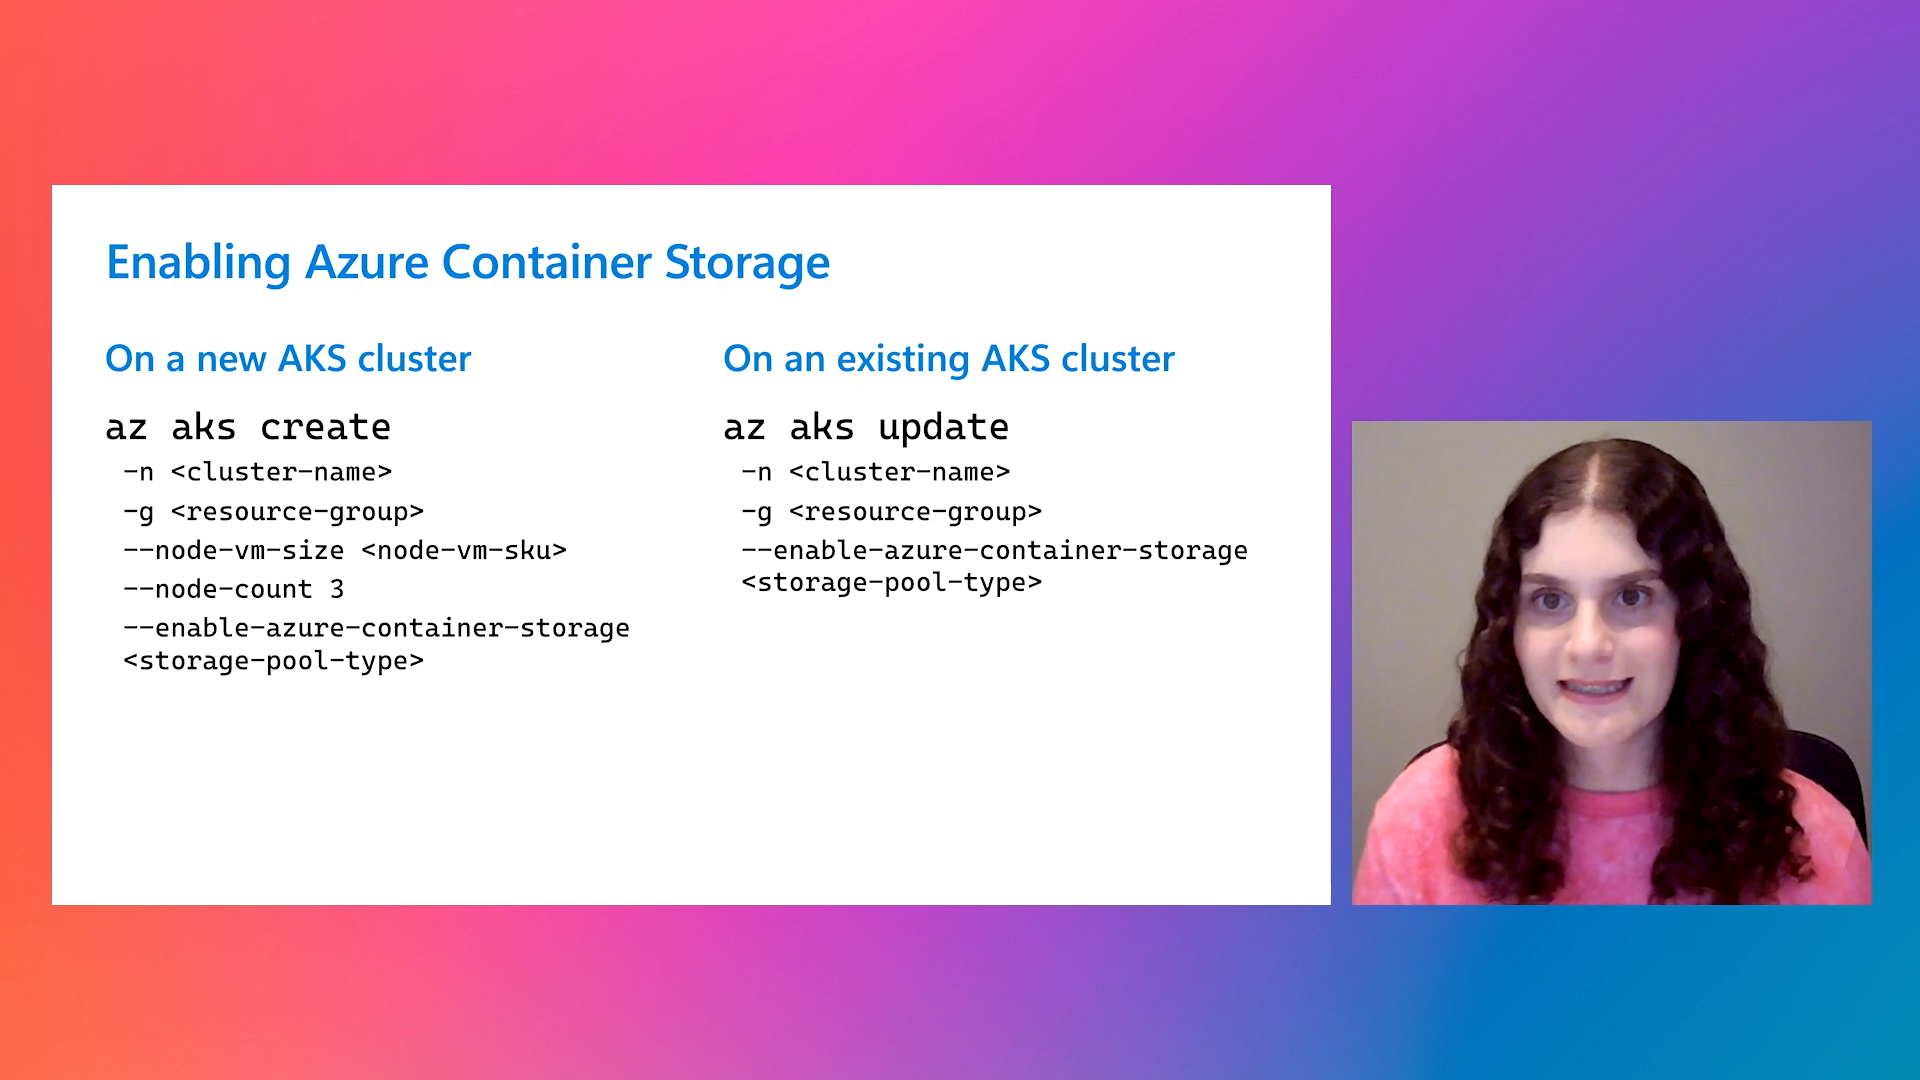 Enabling Azure Container Storage
On a new AKS cluster
az aks create
-n <cluster-name>
-g <resource-group>
--node-vm-size <node-vm-sku>
--node-count 3
--enable-azure-container-storage
<storage-pool-type>
On an existing AKS cluster
az aks update
-n <cluster-name>
-g <resource-group>
--enable-azure-container-storage
<storage-pool-type>